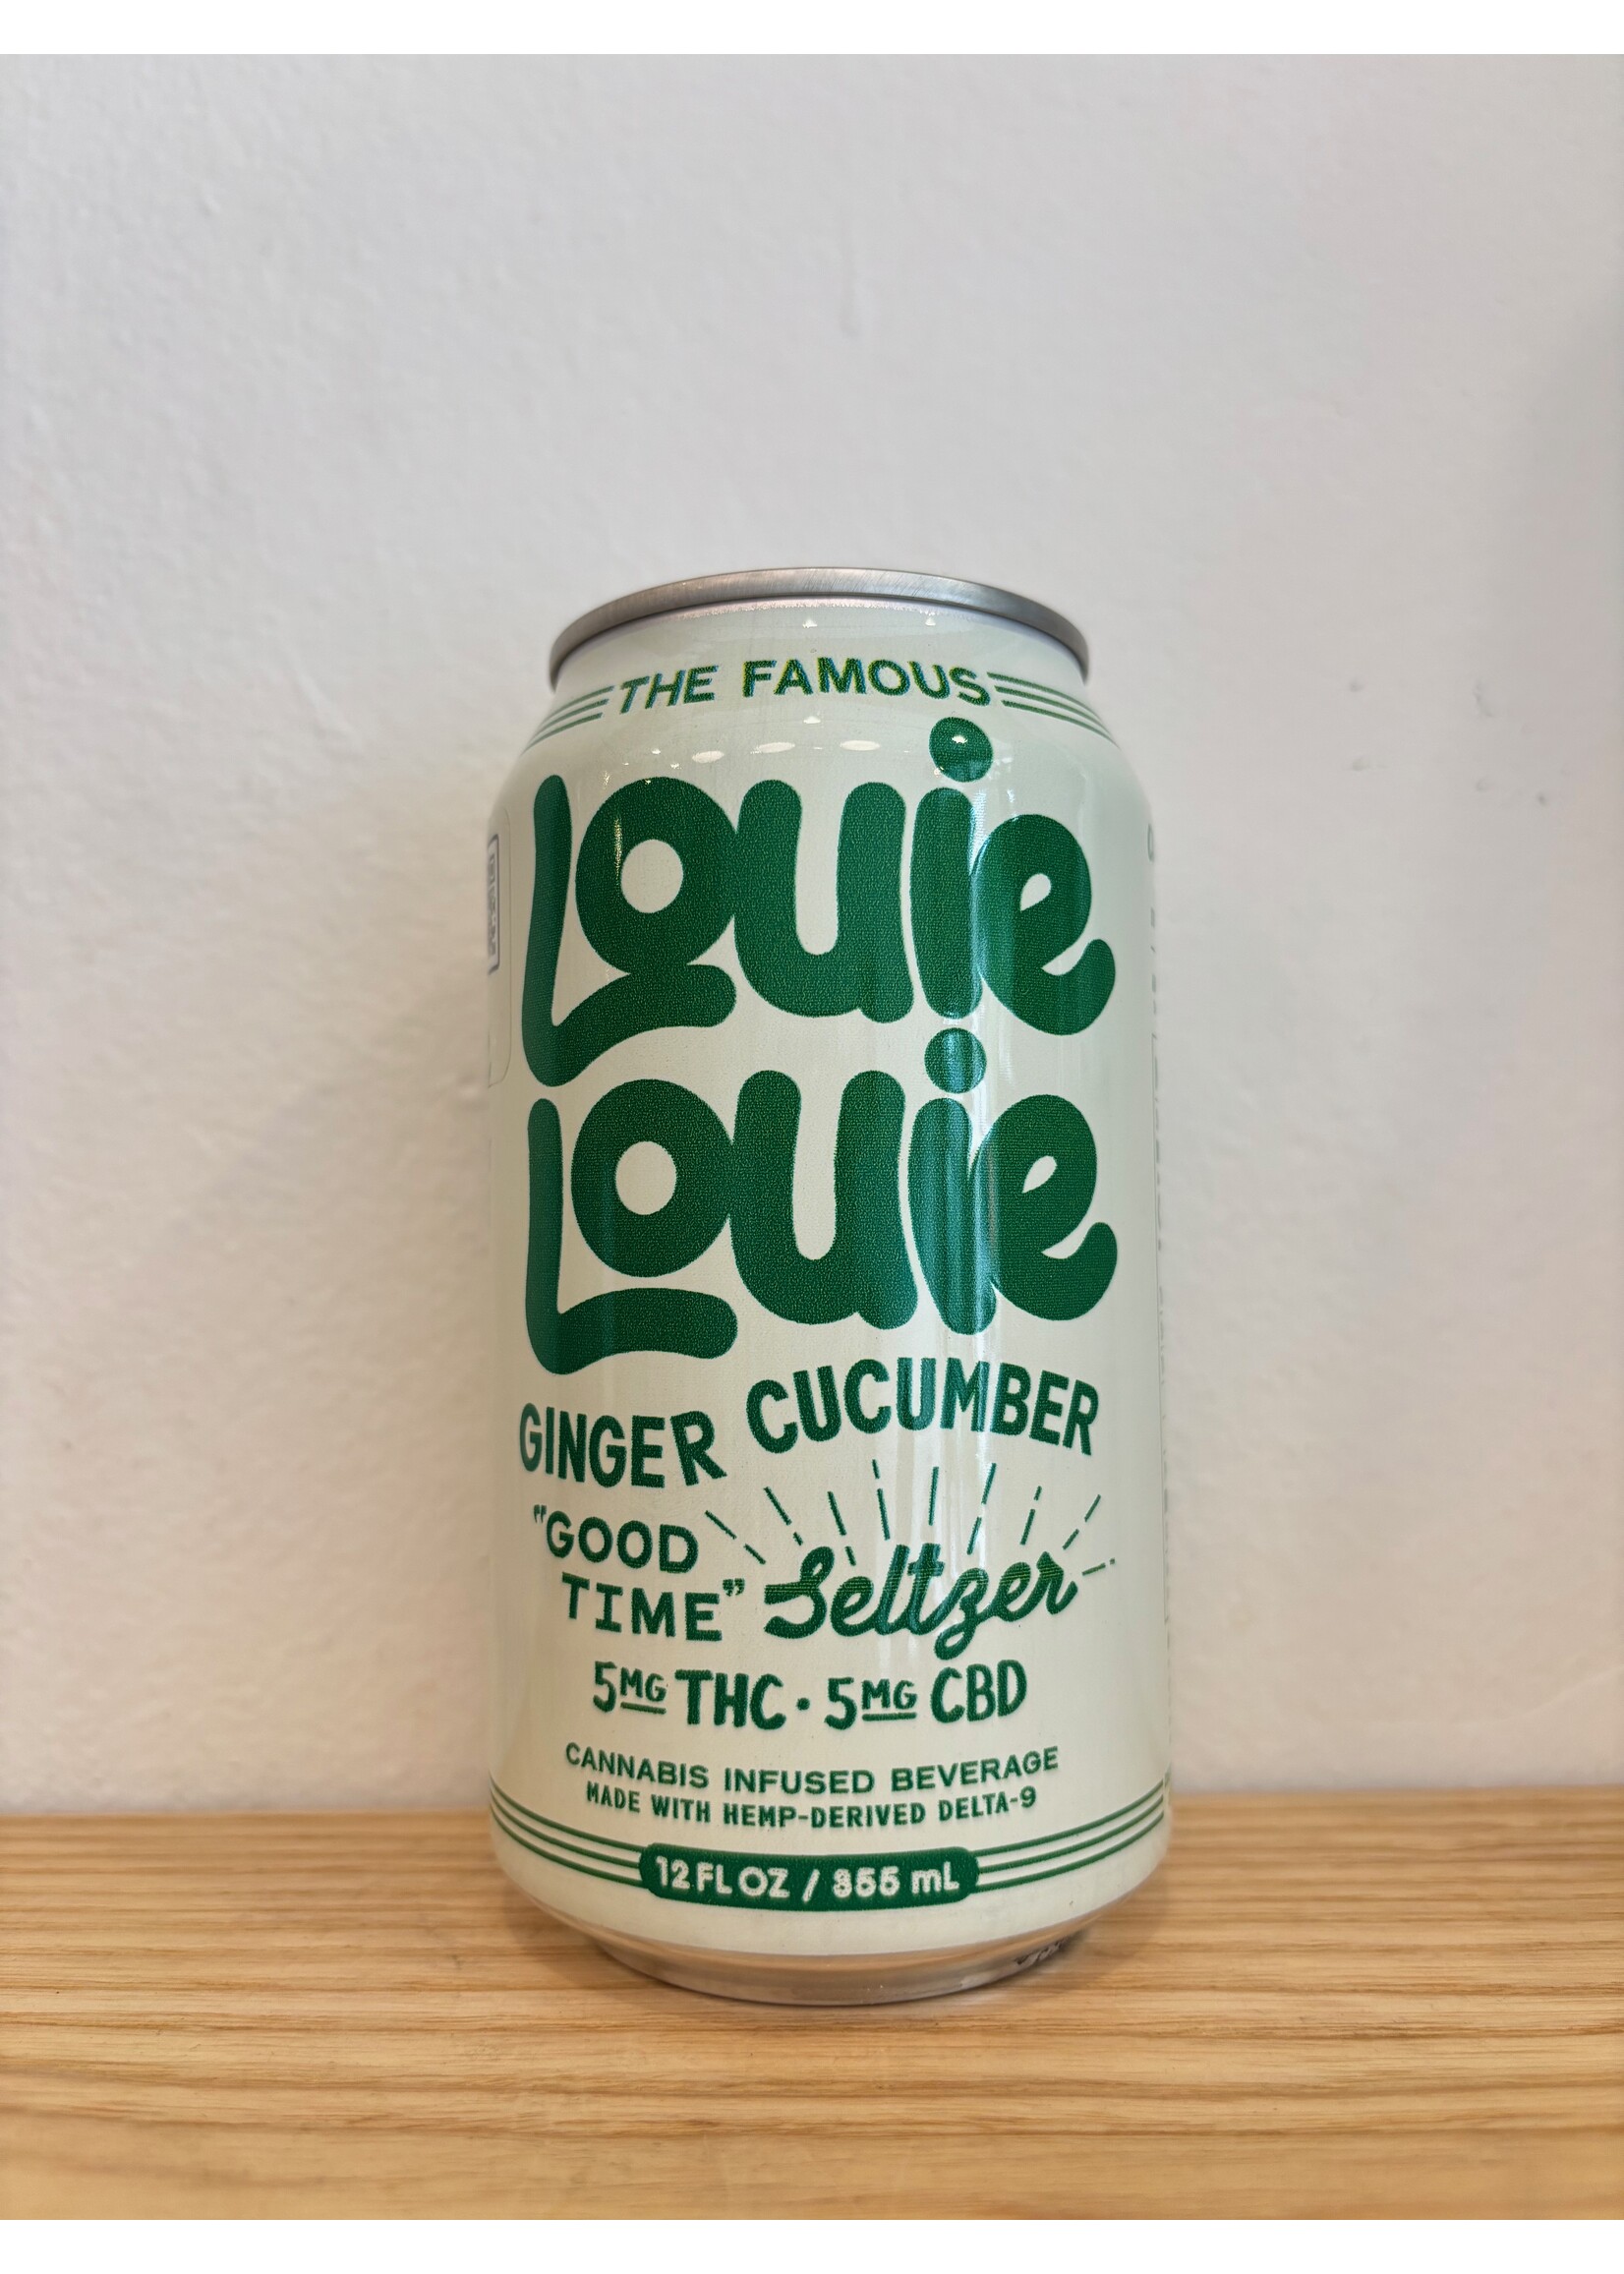 THE FAMOUS
Louie
Louie
GINGER CUCUMBER
"GOOD
TIME" Seltzer
5MG THC · 5MG CBD
CANNABIS INFUSED BEVERAGE
MADE WITH HEMP-DERIVED DELTA-9
12 FL OZ / 355 mL